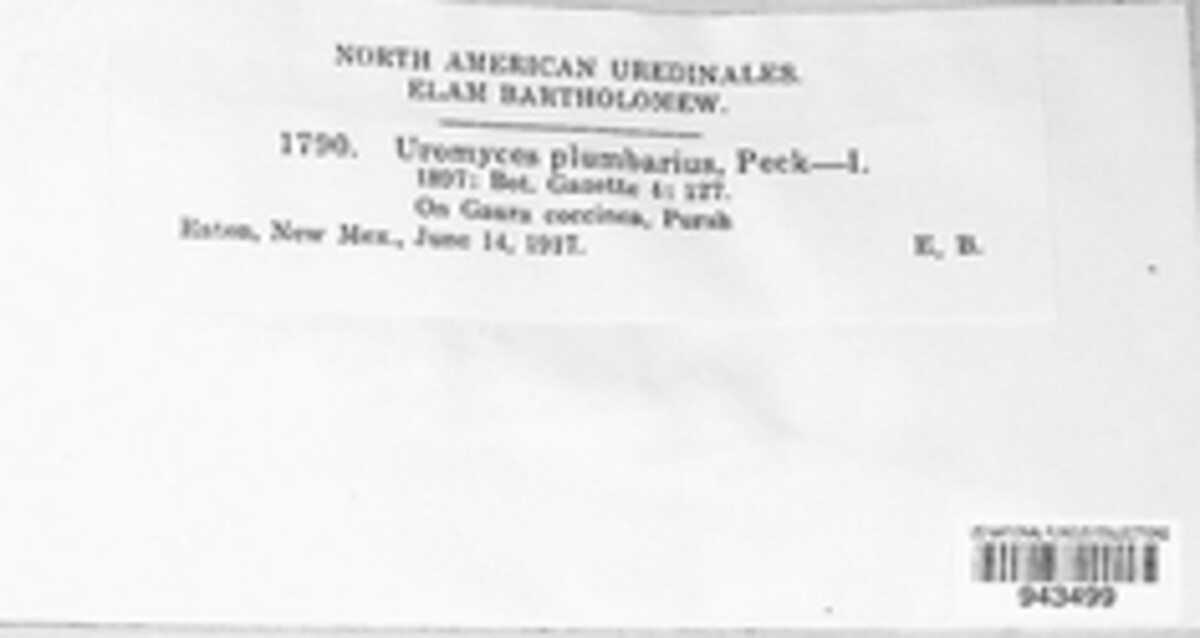 NORTH AMERICAN UREDINALES.
ELAM BARTHOLOMEW.
1790. Uromyces plumbarius, Peck—I.
1897: Bot. Gazette 4: 127.
On Gaura coccinea, Pursh
Raton, New Mex., June 14, 1917. E. B.
943499